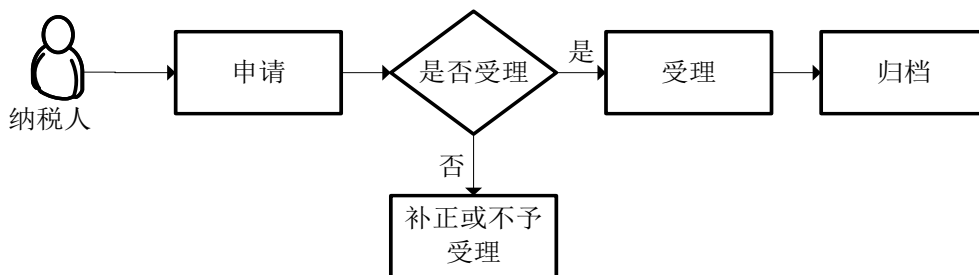 纳税人
申请
是否受理
是
受理
归档
否
补正或不予
受理